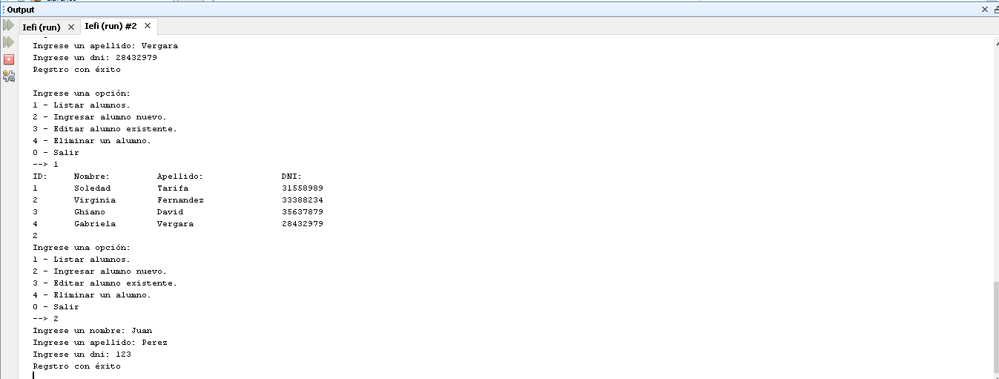 Output
Iefi (run) Iefi (run) #2
Ingrese un apellido: Vergara
Ingrese un dni: 28432979
Regstro con éxito
Ingrese una opción:
1 - Listar alumnos.
2 - Ingresar alumno nuevo.
3 - Editar alumno existente.
4 - Eliminar un alumno.
0 - Salir
--> 1
ID: Nombre: Apellido: DNI:
1 Soledad Tarifa 31558989
2 Virginia Fernandez 33388234
3 Ghiano David 35637879
4 Gabriela Vergara 28432979
2
Ingrese una opción:
1 - Listar alumnos.
2 - Ingresar alumno nuevo.
3 - Editar alumno existente.
4 - Eliminar un alumno.
0 - Salir
--> 2
Ingrese un nombre: Juan
Ingrese un apellido: Perez
Ingrese un dni: 123
Regstro con éxito